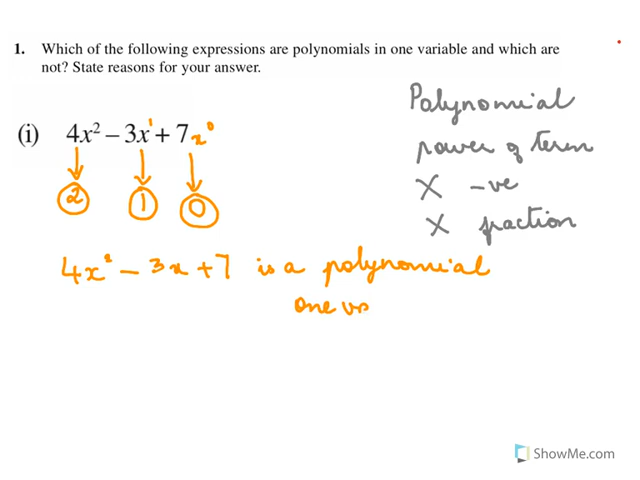 1. Which of the following expressions are polynomials in one variable and which are
not? State reasons for your answer.
Polynomial
(i) 4x² – 3x¹ + 7x⁰
power of term
2 1 0
X -ve
X fraction
4x² – 3x + 7 is a polynomial
one va
ShowMe.com